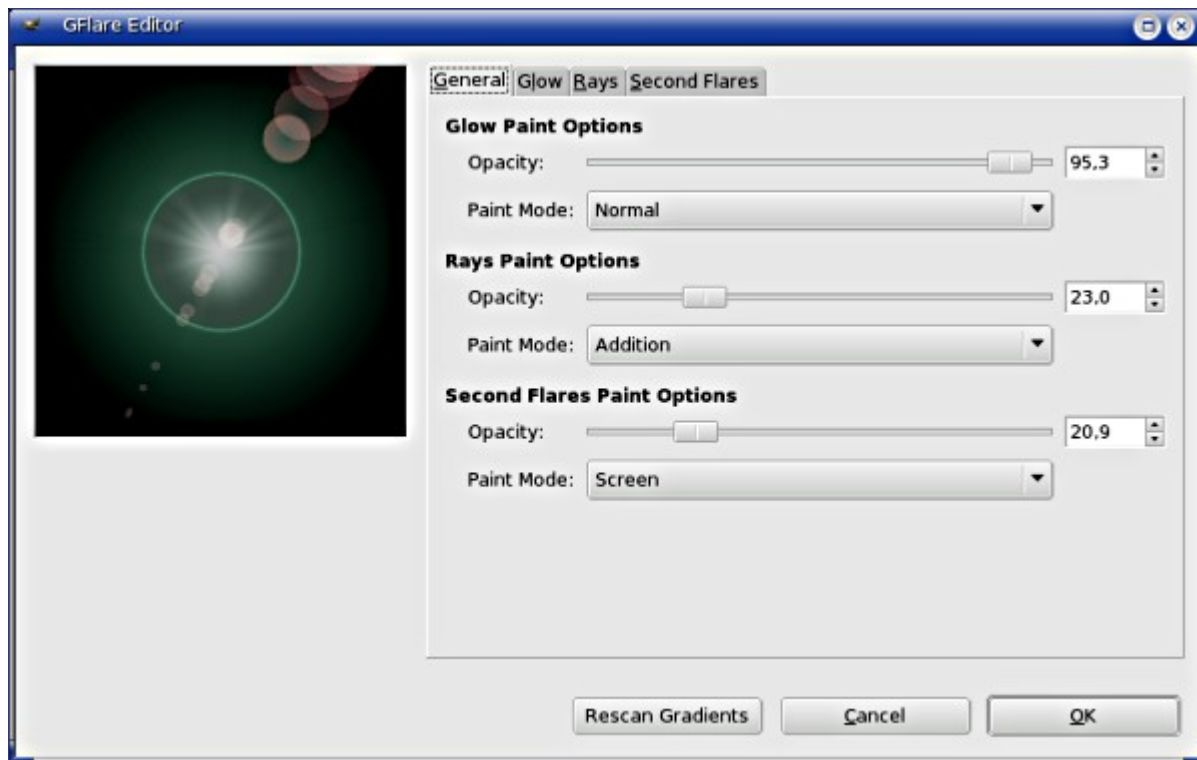 GFlare Editor
General Glow Rays Second Flares
Glow Paint Options
Opacity: 95,3
Paint Mode: Normal
Rays Paint Options
Opacity: 23,0
Paint Mode: Addition
Second Flares Paint Options
Opacity: 20,9
Paint Mode: Screen
Rescan Gradients Cancel OK